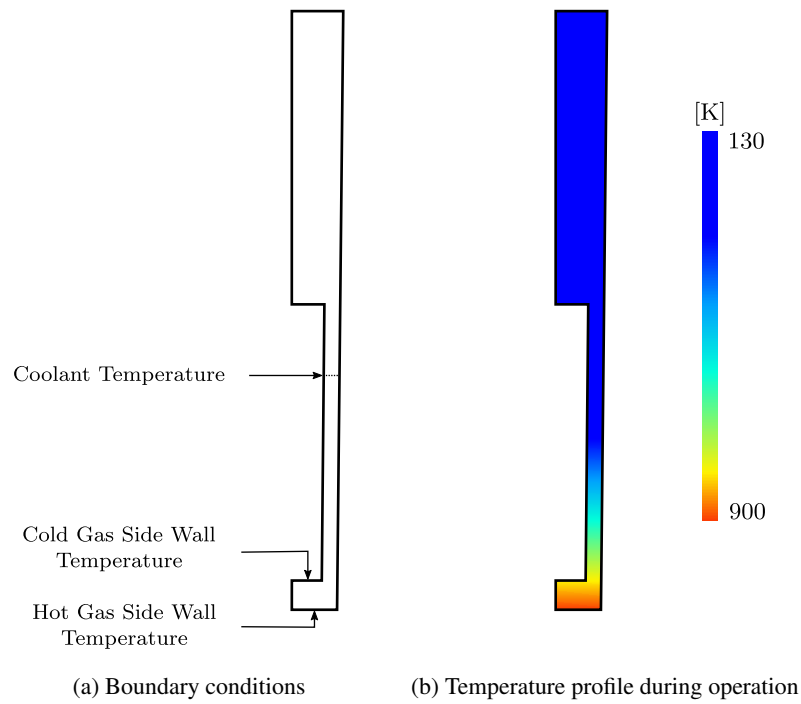 [K]
130
Coolant Temperature
900
Cold Gas Side Wall
Temperature
Hot Gas Side Wall
Temperature
(a) Boundary conditions
(b) Temperature profile during operation